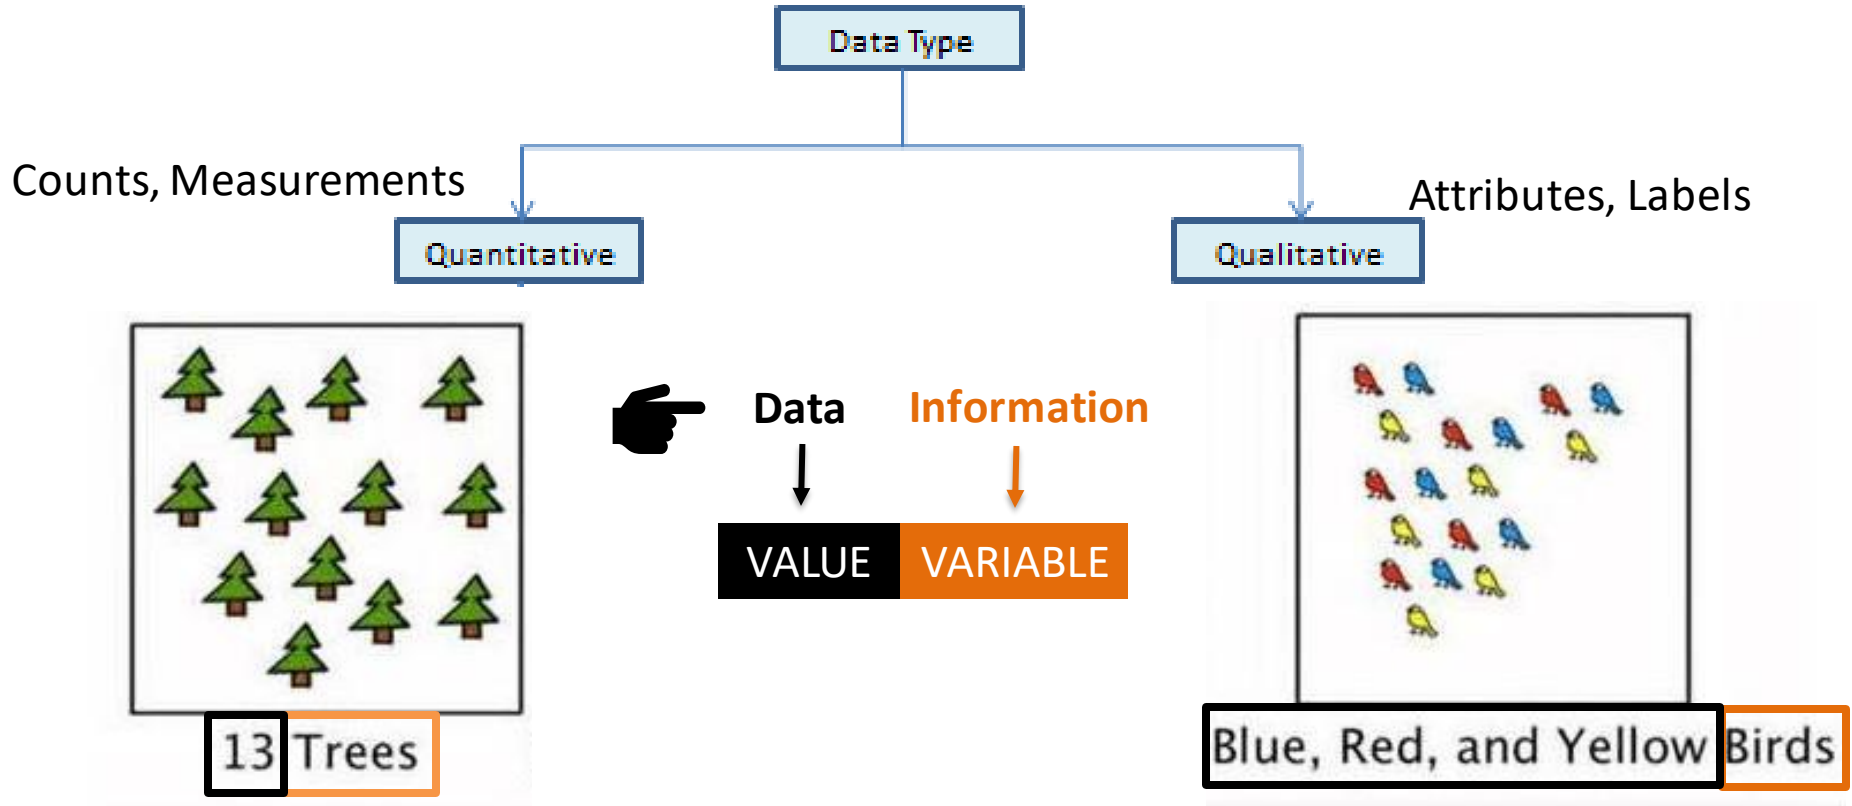 Data Type
Counts, Measurements
Attributes, Labels
Quantitative
Qualitative
Data Information
VALUE VARIABLE
13 Trees
Blue, Red, and Yellow Birds